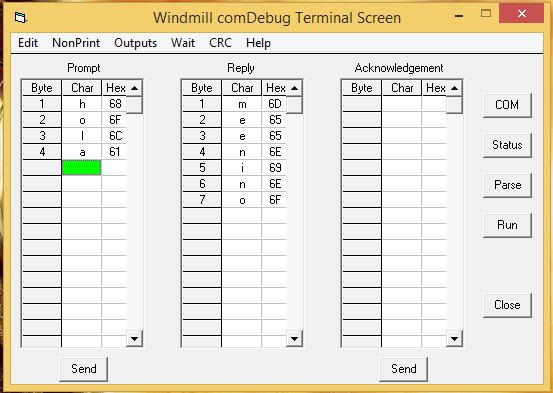 Windmill comDebug Terminal Screen
Edit NonPrint Outputs Wait CRC Help
Prompt Reply Acknowledgement
Byte Char Hex Byte Char Hex Byte Char Hex
1 h 68 1 m 6D
2 o 6F 2 e 65
3 l 6C 3 e 65
4 a 61 4 n 6E
5 i 69
6 n 6E
7 o 6F
COM
Status
Parse
Run
Close
Send Send